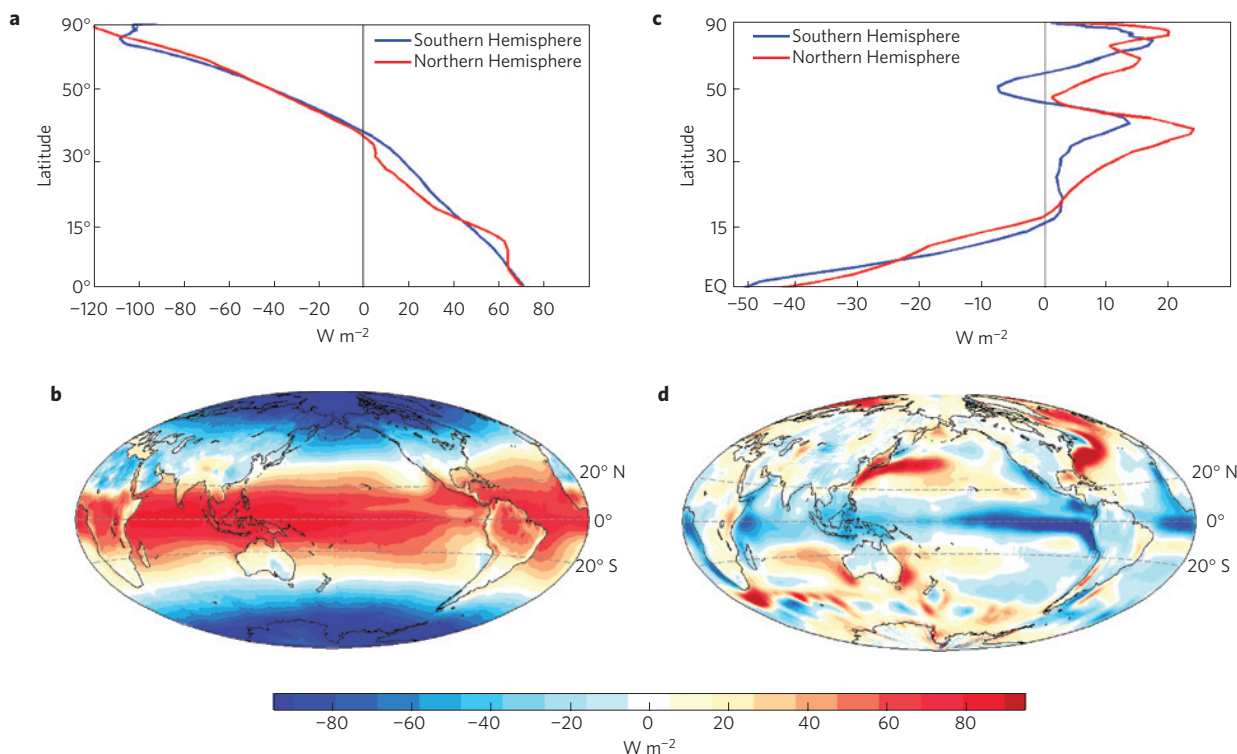 a
90°
50°
30°
15°
0°
Latitude
Southern Hemisphere
Northern Hemisphere
−120 −100 −80 −60 −40 −20 0 20 40 60 80
W m⁻²
c
90
50
30
15
EQ
Latitude
Southern Hemisphere
Northern Hemisphere
−50 −40 −30 −20 −10 0 10 20
W m⁻²
b
20° N
0°
20° S
d
20° N
0°
20° S
−80 −60 −40 −20 0 20 40 60 80
W m⁻²